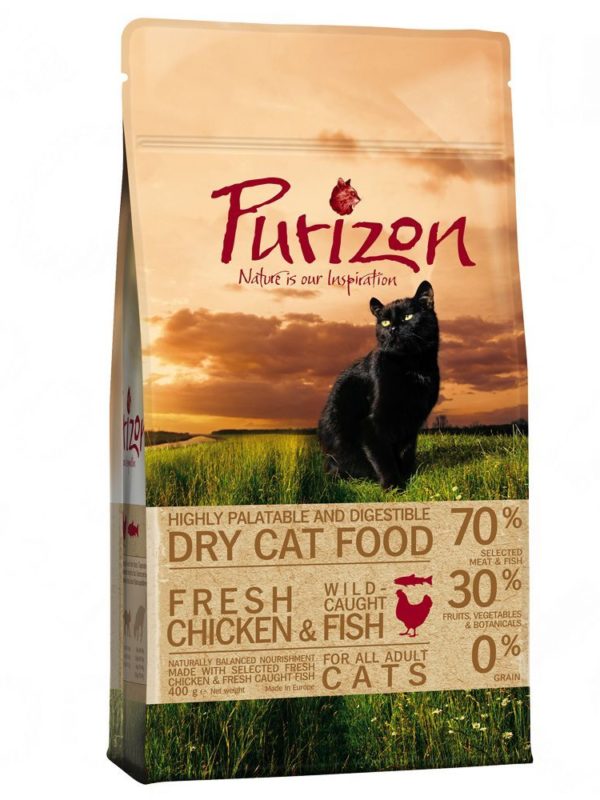 Purizon
Nature is our Inspiration
HIGHLY PALATABLE AND DIGESTIBLE
DRY CAT FOOD
FRESH
CHICKEN & FISH
WILD-
CAUGHT
NATURALLY BALANCED NOURISHMENT
MADE WITH SELECTED FRESH
CHICKEN & FRESH CAUGHT FISH
400 g e Net weight Made in Europe
FOR ALL ADULT
CATS
70%
SELECTED
MEAT & FISH
30%
FRUITS, VEGETABLES
& BOTANICALS
0%
GRAIN
rizon